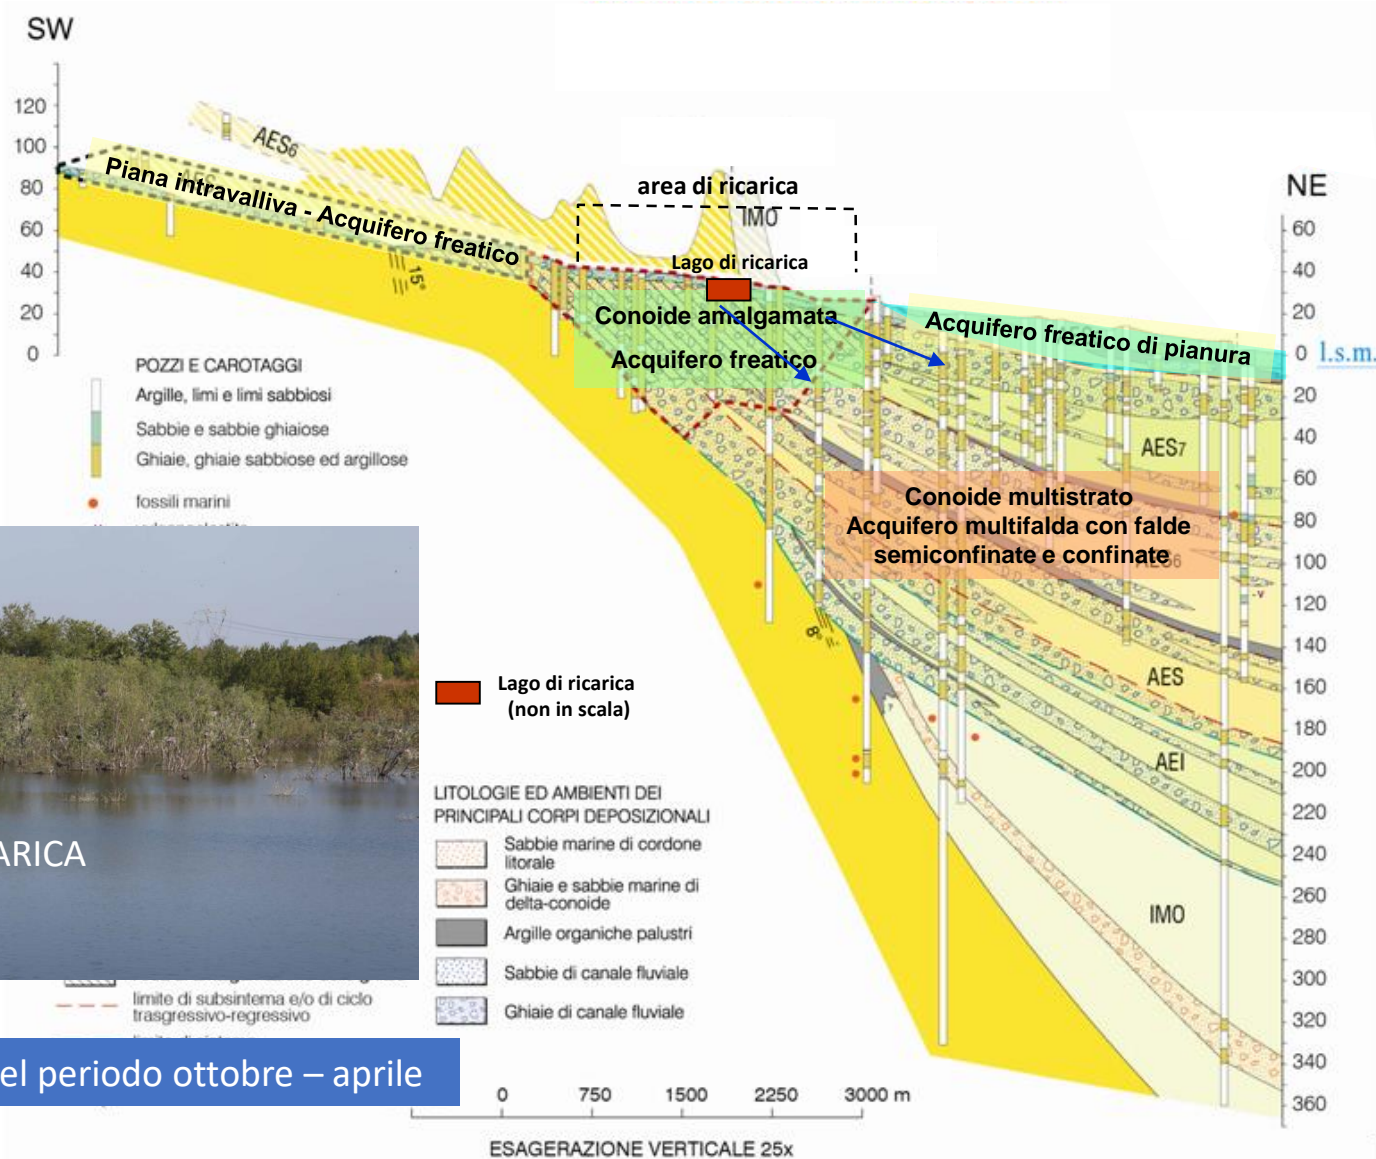 SW
NE
120
100
80
60
40
20
0
AES6
Piana intravalliva - Acquifero freatico
15°
area di ricarica
IMO
Lago di ricarica
Conoide amalgamata
Acquifero freatico
Acquifero freatico di pianura
60
40
20
0 l.s.m.
20
40
60
80
100
120
140
160
180
200
220
240
260
280
300
320
340
360
AES7
Conoide multistrato
Acquifero multifalda con falde
semiconfinate e confinate
AES6
8°
AES
AEI
IMO
POZZI E CAROTAGGI
Argille, limi e limi sabbiosi
Sabbie e sabbie ghiaiose
Ghiaie, ghiaie sabbiose ed argillose
fossili marini
ARICA
Lago di ricarica
(non in scala)
LITOLOGIE ED AMBIENTI DEI
PRINCIPALI CORPI DEPOSIZIONALI
Sabbie marine di cordone
litorale
Ghiaie e sabbie marine di
delta-conoide
Argille organiche palustri
Sabbie di canale fluviale
Ghiaie di canale fluviale
limite di subsintema e/o di ciclo
trasgressivo-regressivo
el periodo ottobre – aprile
0 750 1500 2250 3000 m
ESAGERAZIONE VERTICALE 25x